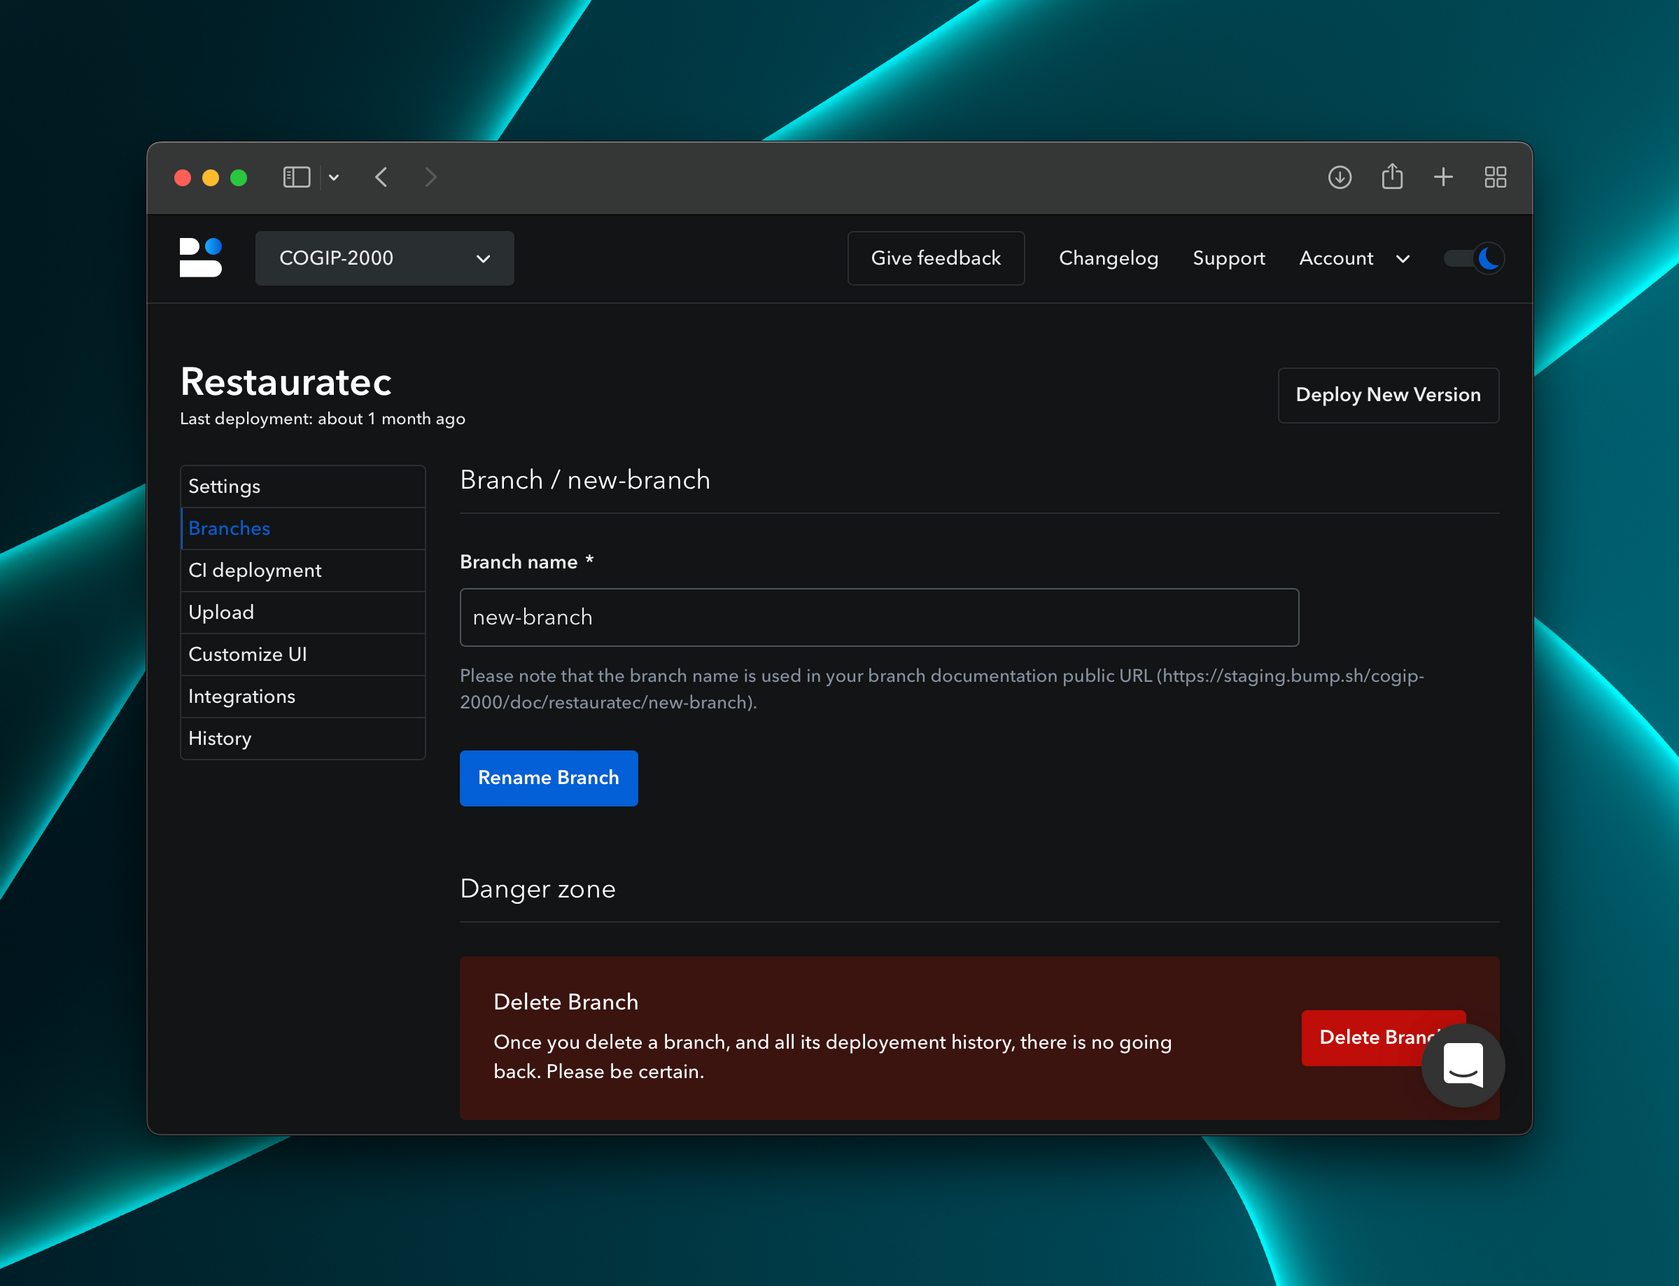 COGIP-2000
Give feedback
Changelog
Support
Account
Restauratec
Last deployment: about 1 month ago
Deploy New Version
Settings
Branches
CI deployment
Upload
Customize UI
Integrations
History
Branch / new-branch
Branch name *
new-branch
Please note that the branch name is used in your branch documentation public URL (https://staging.bump.sh/cogip-
2000/doc/restauratec/new-branch).
Rename Branch
Danger zone
Delete Branch
Once you delete a branch, and all its deployement history, there is no going
back. Please be certain.
Delete Branch